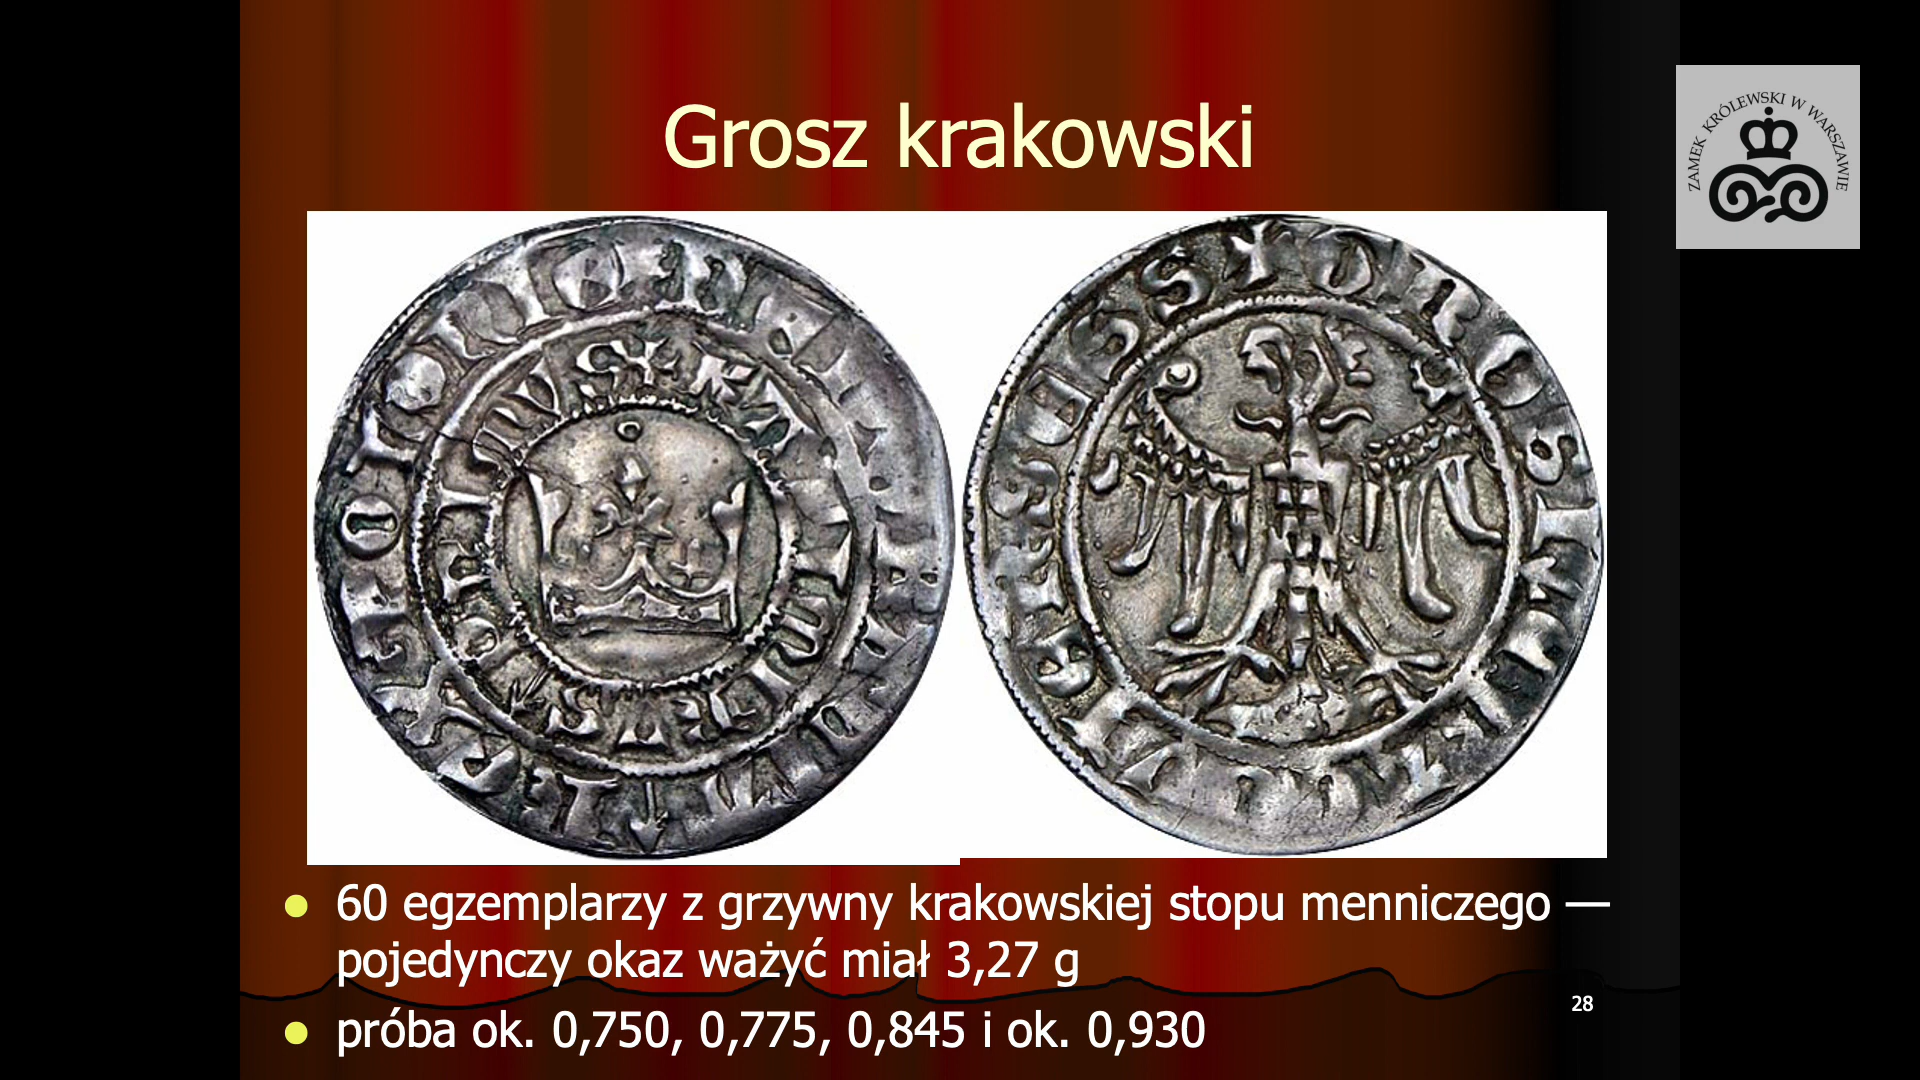 Grosz krakowski
ZAMEK KRÓLEWSKI W WARSZAWIE
60 egzemplarzy z grzywny krakowskiej stopu menniczego —
pojedynczy okaz ważyć miał 3,27 g
28
próba ok. 0,750, 0,775, 0,845 i ok. 0,930